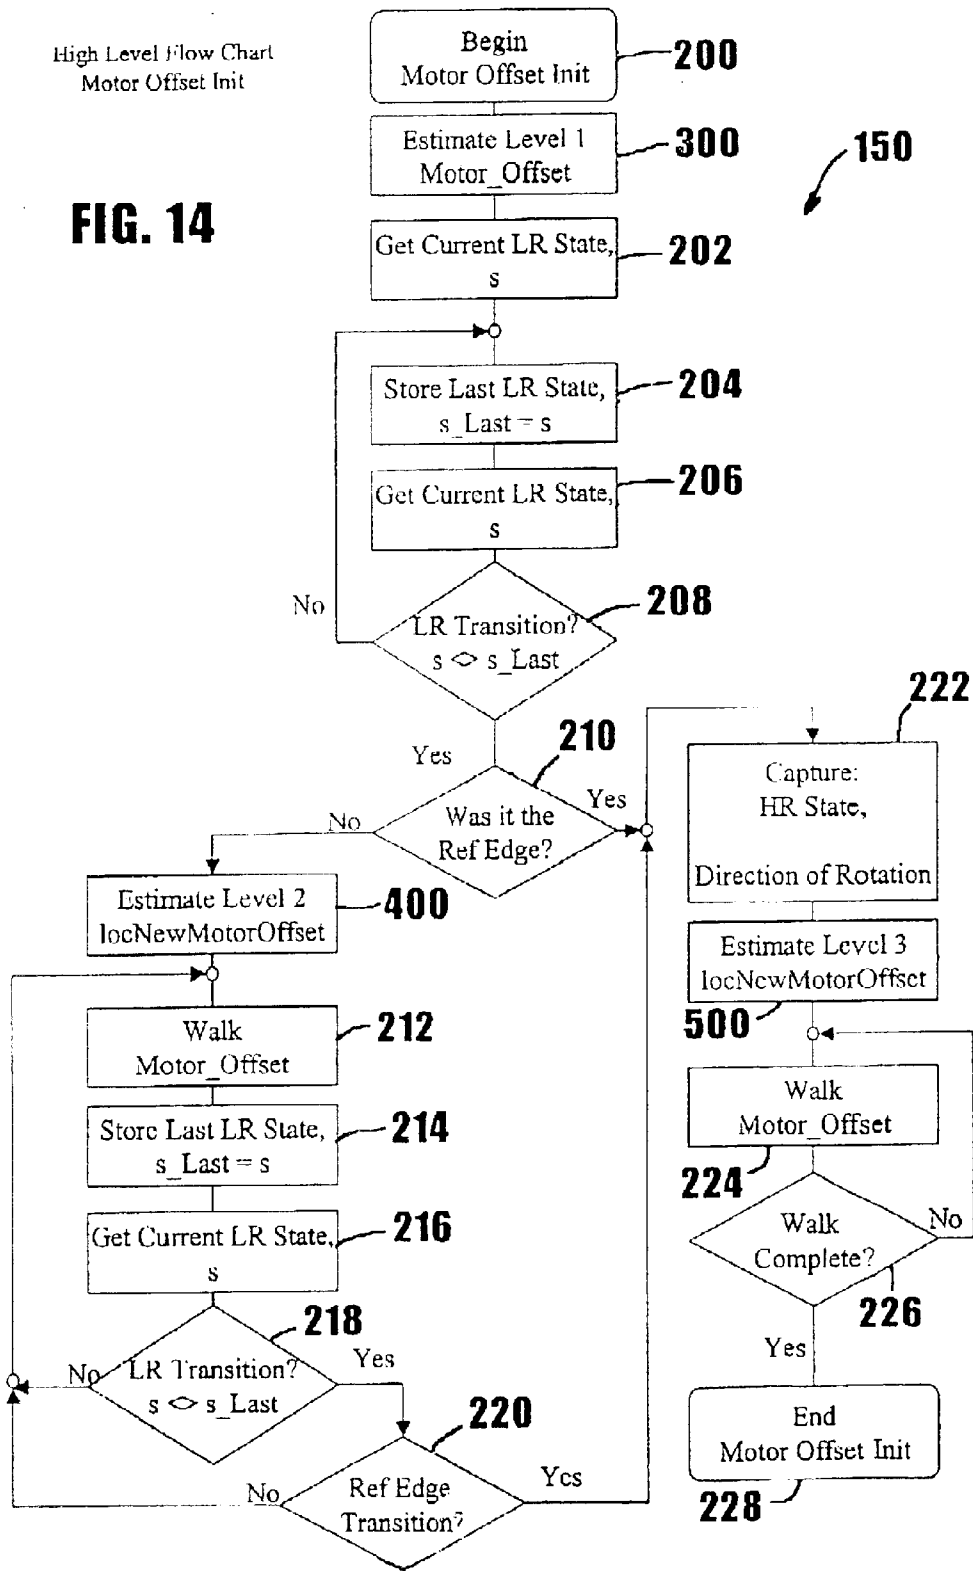 High Level Flow Chart
Motor Offset Init
FIG. 14
150
Begin
Motor Offset Init
200
Estimate Level 1
Motor_Offset
300
Get Current LR State,
s
202
Store Last LR State,
s_Last = s
204
Get Current LR State,
s
206
LR Transition?
s <> s_Last
208
No
Yes
Was it the
Ref Edge?
210
No
Yes
Estimate Level 2
locNewMotorOffset
400
Walk
Motor_Offset
212
Store Last LR State,
s_Last = s
214
Get Current LR State,
s
216
LR Transition?
s <> s_Last
218
No
Yes
Ref Edge
Transition?
220
No
Yes
Capture:
HR State,
Direction of Rotation
222
Estimate Level 3
locNewMotorOffset
500
Walk
Motor_Offset
224
Walk
Complete?
226
No
Yes
End
Motor Offset Init
228